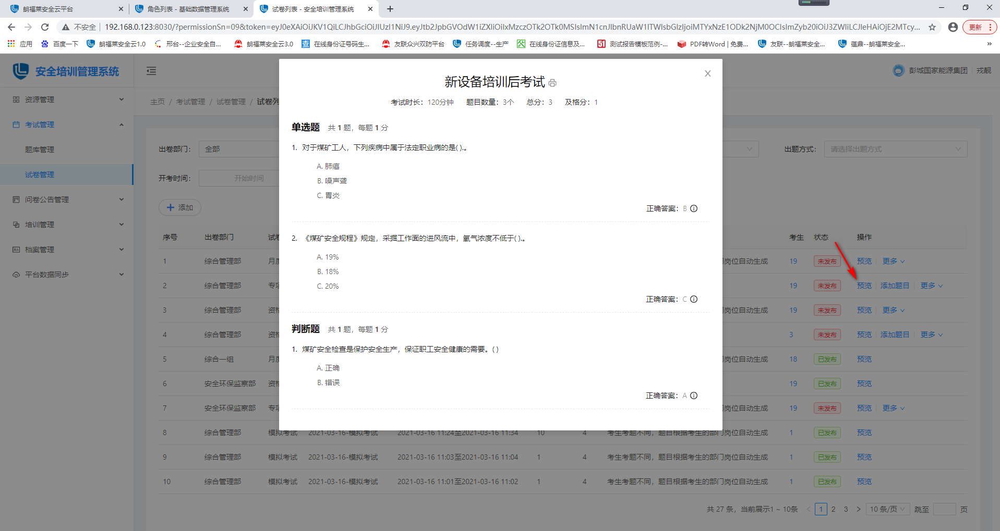 朗福莱安全云平台
角色列表 - 基础数据管理系统
试卷列表 - 安全培训管理系统
不安全 192.168.0.123:8030/?permissionSn=09&token=
更新
应用 百度一下 朗福莱安全云1.0 邢台--企业安全自... 朗福莱安全云3.0 在线身份证号码生... 友联众兴双防平台 任务调度--生产 在线身份证信息及... 测试报告模板范例-... PDF转Word | 免费... 友联--朗福莱安全... 蕴鼎--朗福莱安全... »
安全培训管理系统
彭城国家能源集团 戎靓
资源管理
考试管理
题库管理
试卷管理
问卷公告管理
培训管理
档案管理
平台数据同步
主页 / 考试管理 / 试卷管理 / 试卷列
出卷部门: 全部
出题方式: 请选择出题方式
开考时间: 开始时间
添加
新设备培训后考试
考试时长: 120分钟 题目数量: 3个 总分: 3 及格分: 1
单选题 共 1 题, 每题 1 分
1. 对于煤矿工人，下列疾病中属于法定职业病的是( ).。
A. 肺癌
B. 噪声聋
C. 胃炎
正确答案: B
2. 《煤矿安全规程》规定，采掘工作面的进风流中，氧气浓度不低于( ).。
A. 19%
B. 18%
C. 20%
正确答案: C
判断题 共 1 题, 每题 1 分
1. 煤矿安全检查是保护安全生产，保证职工安全健康的需要。( )
A. 正确
B. 错误
正确答案: A
序号 出卷部门 试卷 考生 状态 操作
1 综合管理部 月度 门岗位自动生成 19 未发布 预览 更多
2 综合管理部 专项 19 未发布 预览 添加题目 更多
3 综合管理部 资格 门岗位自动生成 19 未发布 预览 更多
4 综合管理部 资格 3 未发布 预览 添加题目 更多
5 综合一组 月度 门岗位自动生成 18 已发布 预览
6 安全环保监察部 资格 19 已发布 预览
7 安全环保监察部 专项 门岗位自动生成 19 未发布 预览 更多
8 综合管理部 模拟考试 2021-03-16-模拟考试 2021-03-16 11:24至2021-03-16 11:34 10 4 考生考题不同，题目根据考生的部门岗位自动生成 1 已发布 预览
9 综合管理部 模拟考试 2021-03-16-模拟考试 2021-03-16 11:03至2021-03-16 11:04 1 4 考生考题不同，题目根据考生的部门岗位自动生成 1 已发布 预览
10 综合管理部 模拟考试 2021-03-16-模拟考试 2021-03-16 11:01至2021-03-16 11:02 1 4 考生考题不同，题目根据考生的部门岗位自动生成 1 已发布 预览
共 27 条，当前展示1 ~ 10条 < 1 2 3 > 10 条/页 跳至 页